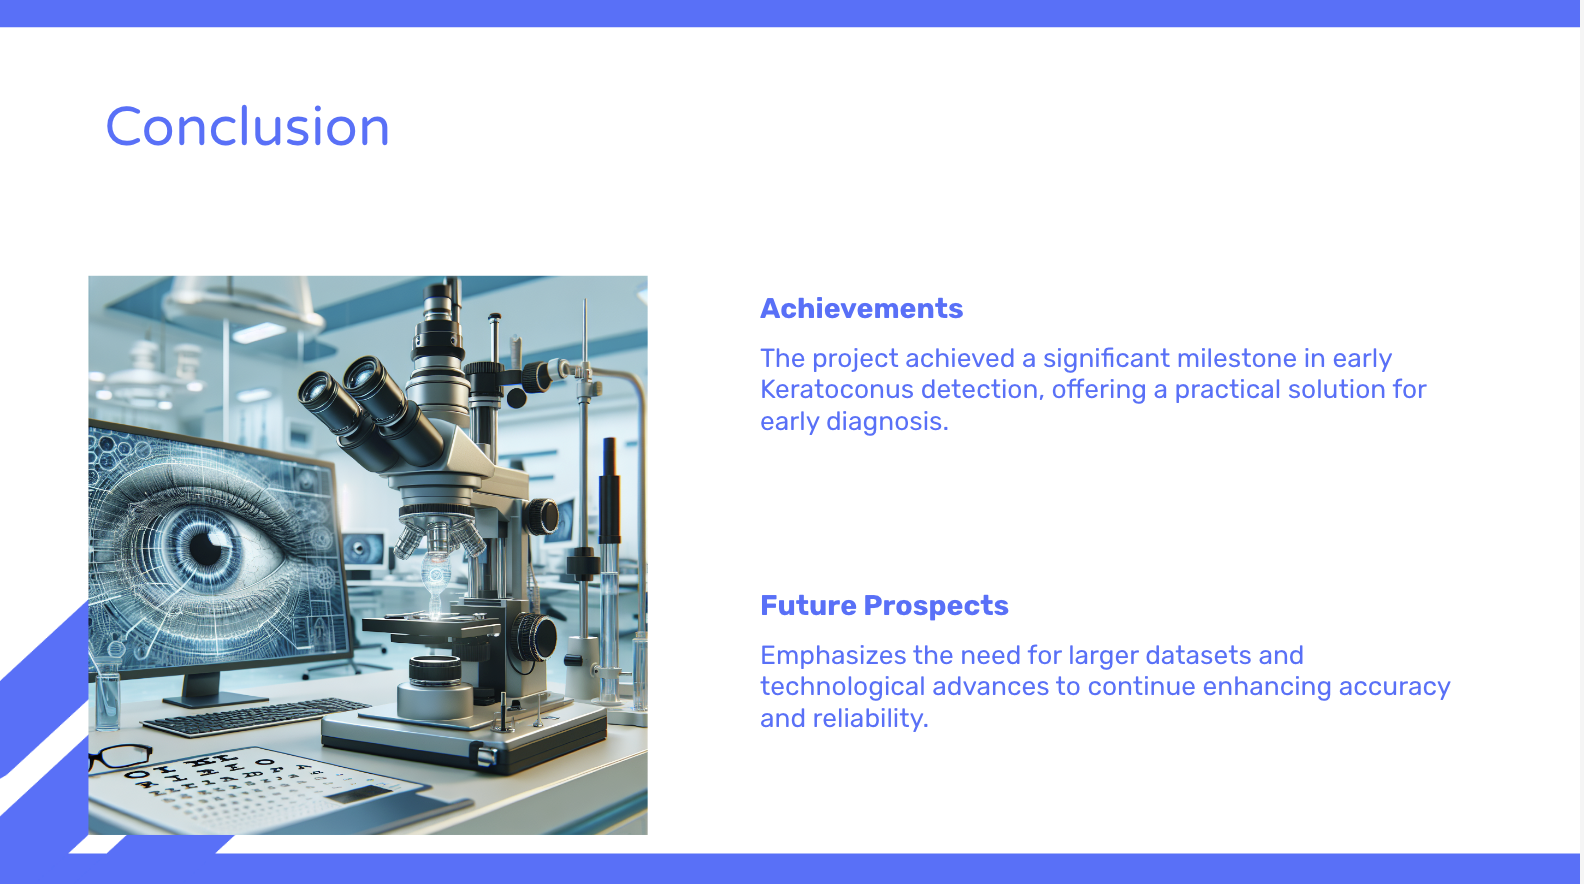 Conclusion
Achievements
The project achieved a significant milestone in early
Keratoconus detection, offering a practical solution for
early diagnosis.
Future Prospects
Emphasizes the need for larger datasets and
technological advances to continue enhancing accuracy
and reliability.